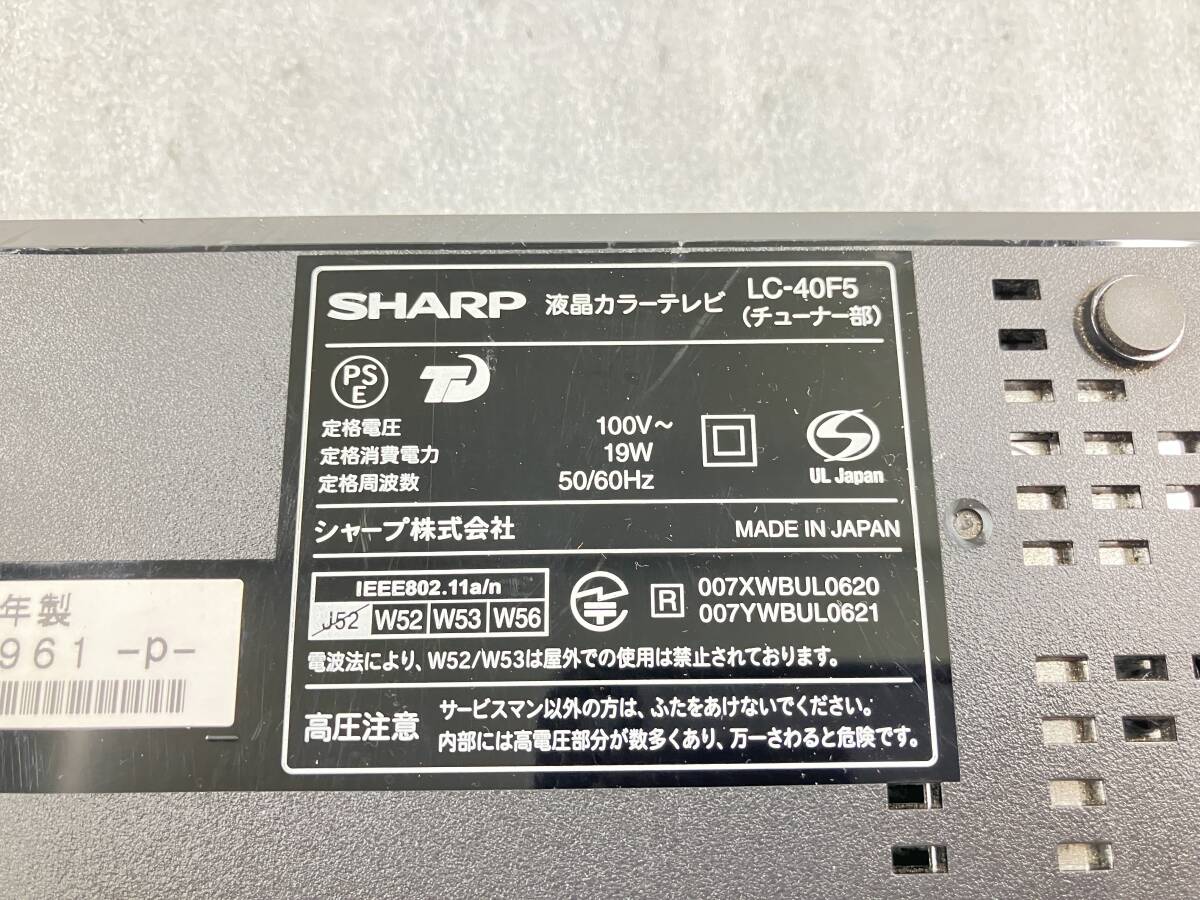 SHARP 液晶カラーテレビ LC-40F5
(チューナー部)
PS
E
定格電圧 100V～
定格消費電力 19W
定格周波数 50/60Hz
UL Japan
シャープ株式会社 MADE IN JAPAN
IEEE802.11a/n
J52 W52 W53 W56
R 007XWBUL0620
007YWBUL0621
電波法により、W52/W53は屋外での使用は禁止されております。
高圧注意
サービスマン以外の方は、ふたをあけないでください。
内部には高電圧部分が数多くあり、万一さわると危険です。
年製
961 -p-